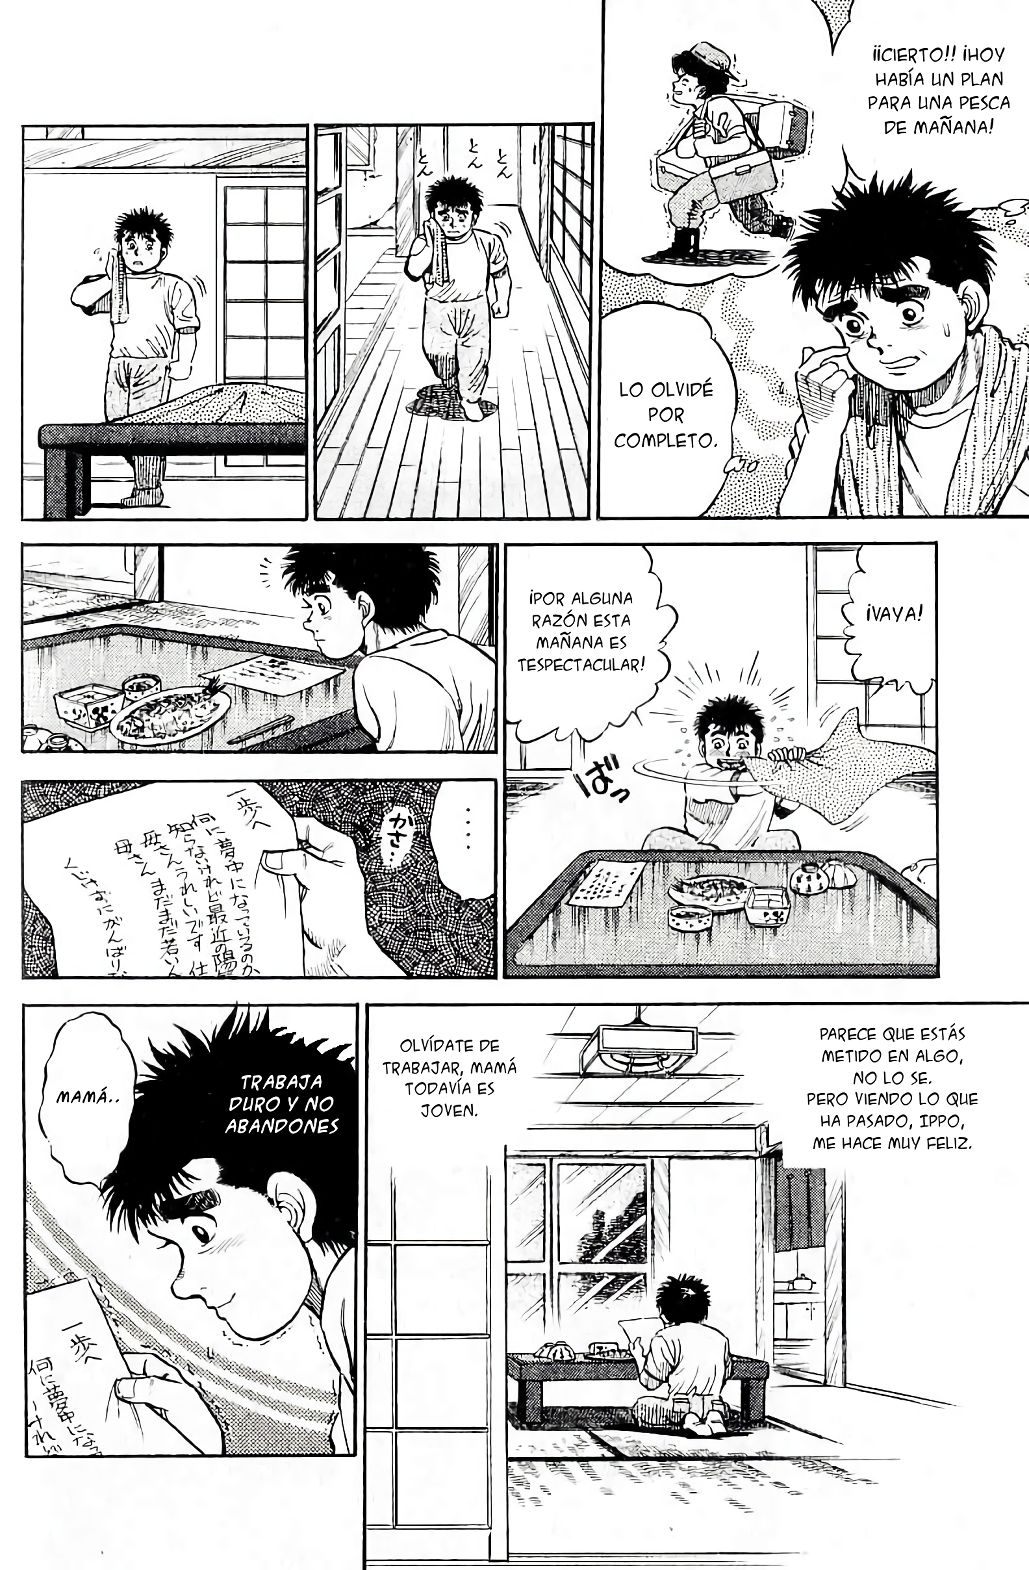 ¡¡CIERTO!! ¡HOY
HABÍA UN PLAN
PARA UNA PESCA
DE MAÑANA!
LO OLVIDÉ
POR
COMPLETO.
とん
とん
とん
¡VAYA!
¡POR ALGUNA
RAZÓN ESTA
MAÑANA ES
TESPECTACULAR!
ばっ
....
かさ..
一歩へ
何に夢中になっているのか
知らないけれど最近の陽
母さんうれしいです 仕
母さん まだまだ若いん
くじけずにがんばり
PARECE QUE ESTÁS
METIDO EN ALGO,
NO LO SE.
PERO VIENDO LO QUE
HA PASADO, IPPO,
ME HACE MUY FELIZ.
OLVÍDATE DE
TRABAJAR, MAMÁ
TODAVÍA ES
JOVEN.
TRABAJA
DURO Y NO
ABANDONES
MAMÁ..
一歩へ
何に夢中にな